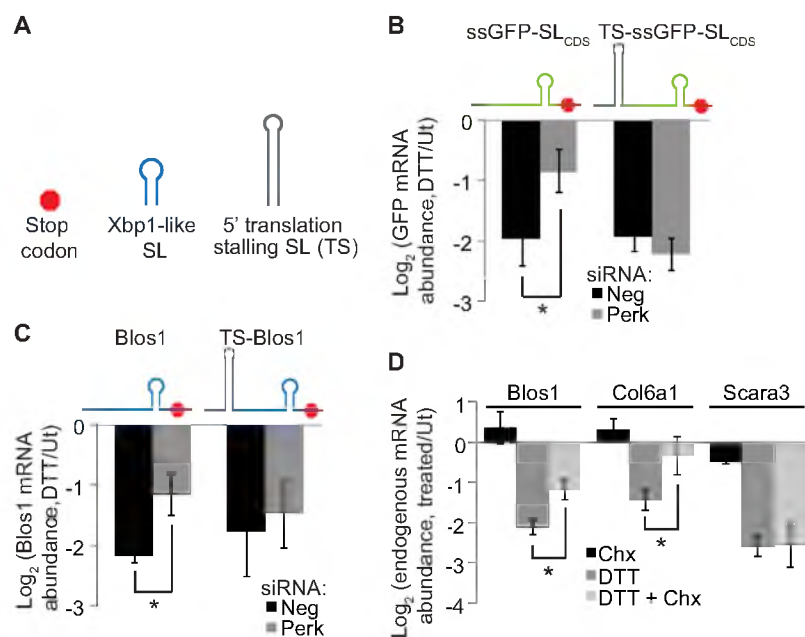 A
Stop
codon
Xbp1-like
SL
5' translation
stalling SL (TS)
B
ssGFP-SLCDS TS-ssGFP-SLCDS
Log2 (GFP mRNA
abundance, DTT/Ut)
0
-1
-2
-3
*
siRNA:
Neg
Perk
C
Blos1 TS-Blos1
Log2 (Blos1 mRNA
abundance, DTT/Ut)
0
-1
-2
-3
*
siRNA:
Neg
Perk
D
Blos1 Col6a1 Scara3
Log2 (endogenous mRNA
abundance, treated/Ut)
1
0
-1
-2
-3
-4
*
*
Chx
DTT
DTT + Chx